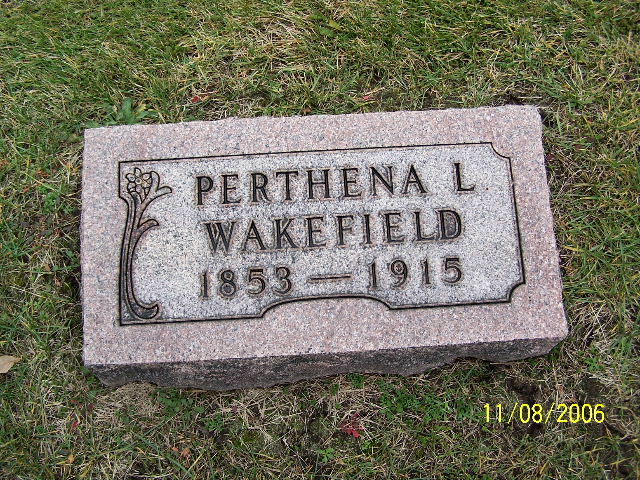 PERTHENA L
WAKEFIELD
1853 — 1915
11/08/2006